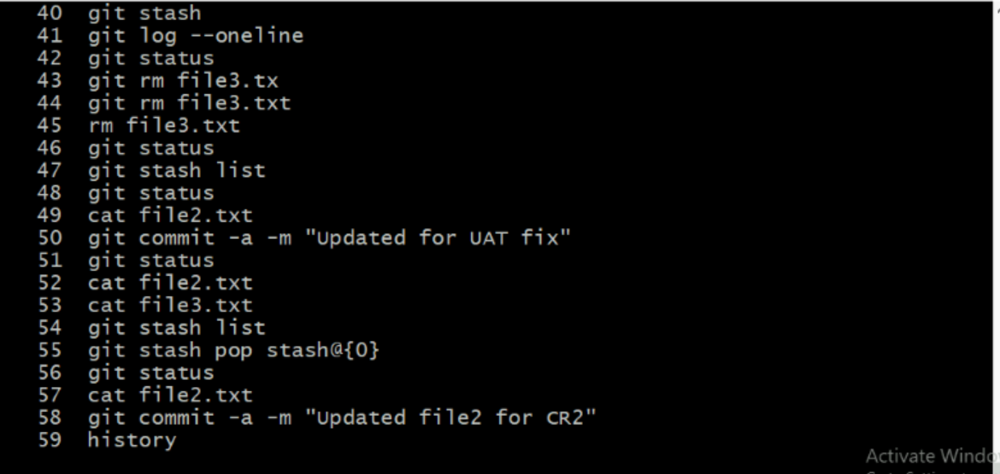 40 git stash
41 git log --oneline
42 git status
43 git rm file3.tx
44 git rm file3.txt
45 rm file3.txt
46 git status
47 git stash list
48 git status
49 cat file2.txt
50 git commit -a -m "Updated for UAT fix"
51 git status
52 cat file2.txt
53 cat file3.txt
54 git stash list
55 git stash pop stash@{0}
56 git status
57 cat file2.txt
58 git commit -a -m "Updated file2 for CR2"
59 history
Activate Windo